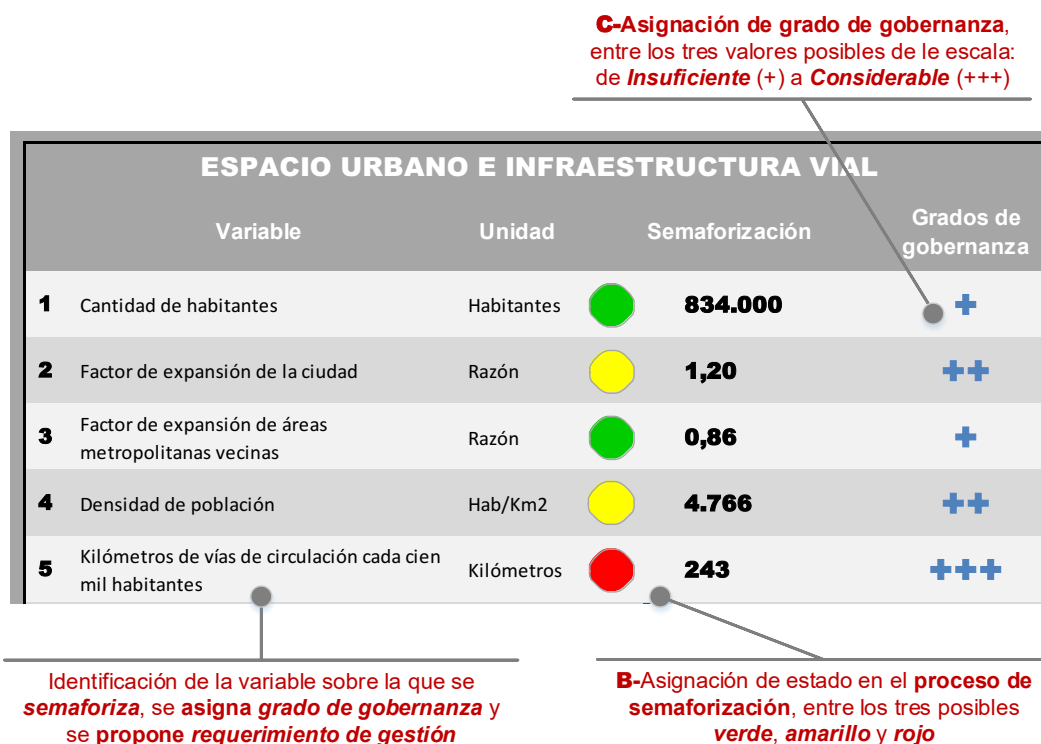 C-Asignación de grado de gobernanza,
entre los tres valores posibles de le escala:
de Insuficiente (+) a Considerable (+++)
ESPACIO URBANO E INFRAESTRUCTURA VIAL
Variable Unidad Semaforización Grados de
gobernanza
1 Cantidad de habitantes Habitantes 834.000 +
2 Factor de expansión de la ciudad Razón 1,20 ++
3 Factor de expansión de áreas
metropolitanas vecinas Razón 0,86 +
4 Densidad de población Hab/Km2 4.766 ++
5 Kilómetros de vías de circulación cada cien
mil habitantes Kilómetros 243 +++
Identificación de la variable sobre la que se
semaforiza, se asigna grado de gobernanza y
se propone requerimiento de gestión
B-Asignación de estado en el proceso de
semaforización, entre los tres posibles
verde, amarillo y rojo